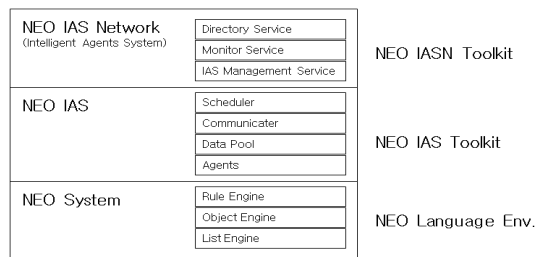 NEO IAS Network
(Intelligent Agents System)
Directory Service
Monitor Service
IAS Management Service
NEO IASN Toolkit
NEO IAS
Scheduler
Communicater
Data Pool
Agents
NEO IAS Toolkit
NEO System
Rule Engine
Object Engine
List Engine
NEO Language Env.